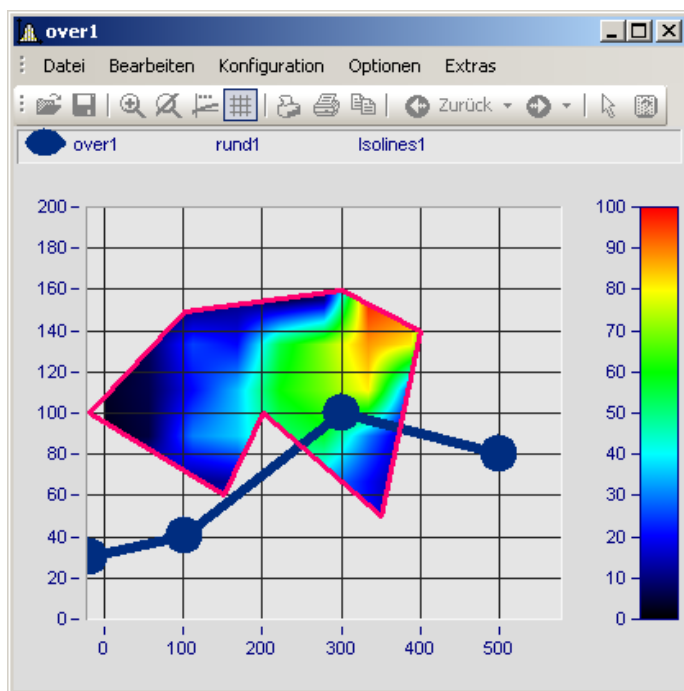 over1
Datei Bearbeiten Konfiguration Optionen Extras
Zurück
over1 rund1 Isolines1
200 100
180 90
160 80
140 70
120 60
100 50
80 40
60 30
40 20
20 10
0 0
0 100 200 300 400 500